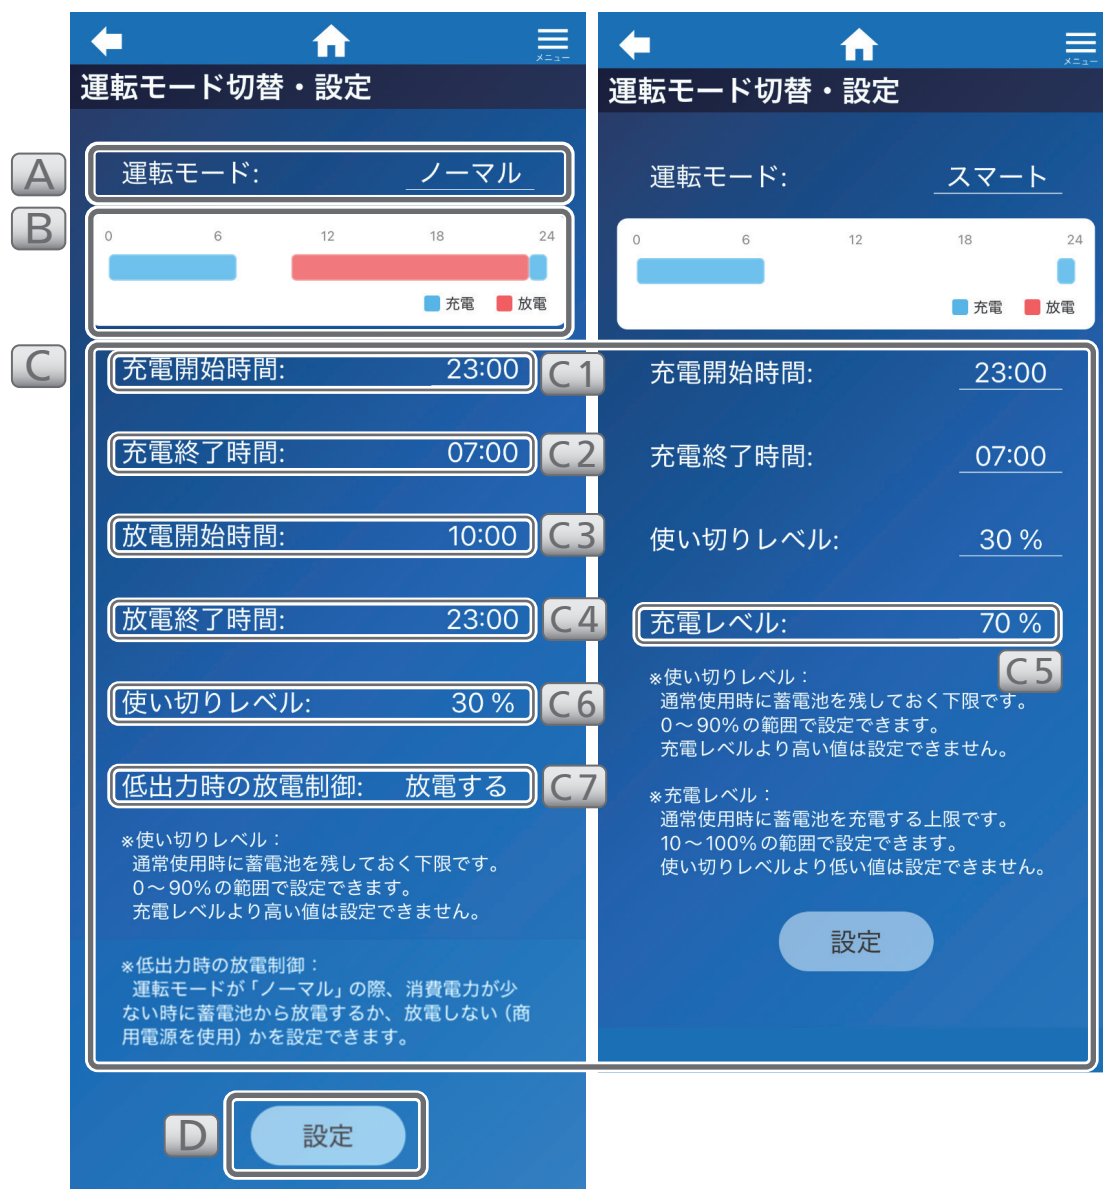 メニュー
運転モード切替・設定
A
運転モード: ノーマル
B
0 6 12 18 24
充電 放電
C
充電開始時間: 23:00 C1
充電終了時間: 07:00 C2
放電開始時間: 10:00 C3
放電終了時間: 23:00 C4
使い切りレベル: 30 % C6
低出力時の放電制御: 放電する C7
※使い切りレベル：
通常使用時に蓄電池を残しておく下限です。
0～90%の範囲で設定できます。
充電レベルより高い値は設定できません。
※低出力時の放電制御：
運転モードが「ノーマル」の際、消費電力が少
ない時に蓄電池から放電するか、放電しない（商
用電源を使用）かを設定できます。
D 設定
メニュー
運転モード切替・設定
運転モード: スマート
0 6 12 18 24
充電 放電
充電開始時間: 23:00
充電終了時間: 07:00
使い切りレベル: 30 %
充電レベル: 70 %
C5
※使い切りレベル：
通常使用時に蓄電池を残しておく下限です。
0～90%の範囲で設定できます。
充電レベルより高い値は設定できません。
※充電レベル：
通常使用時に蓄電池を充電する上限です。
10～100%の範囲で設定できます。
使い切りレベルより低い値は設定できません。
設定